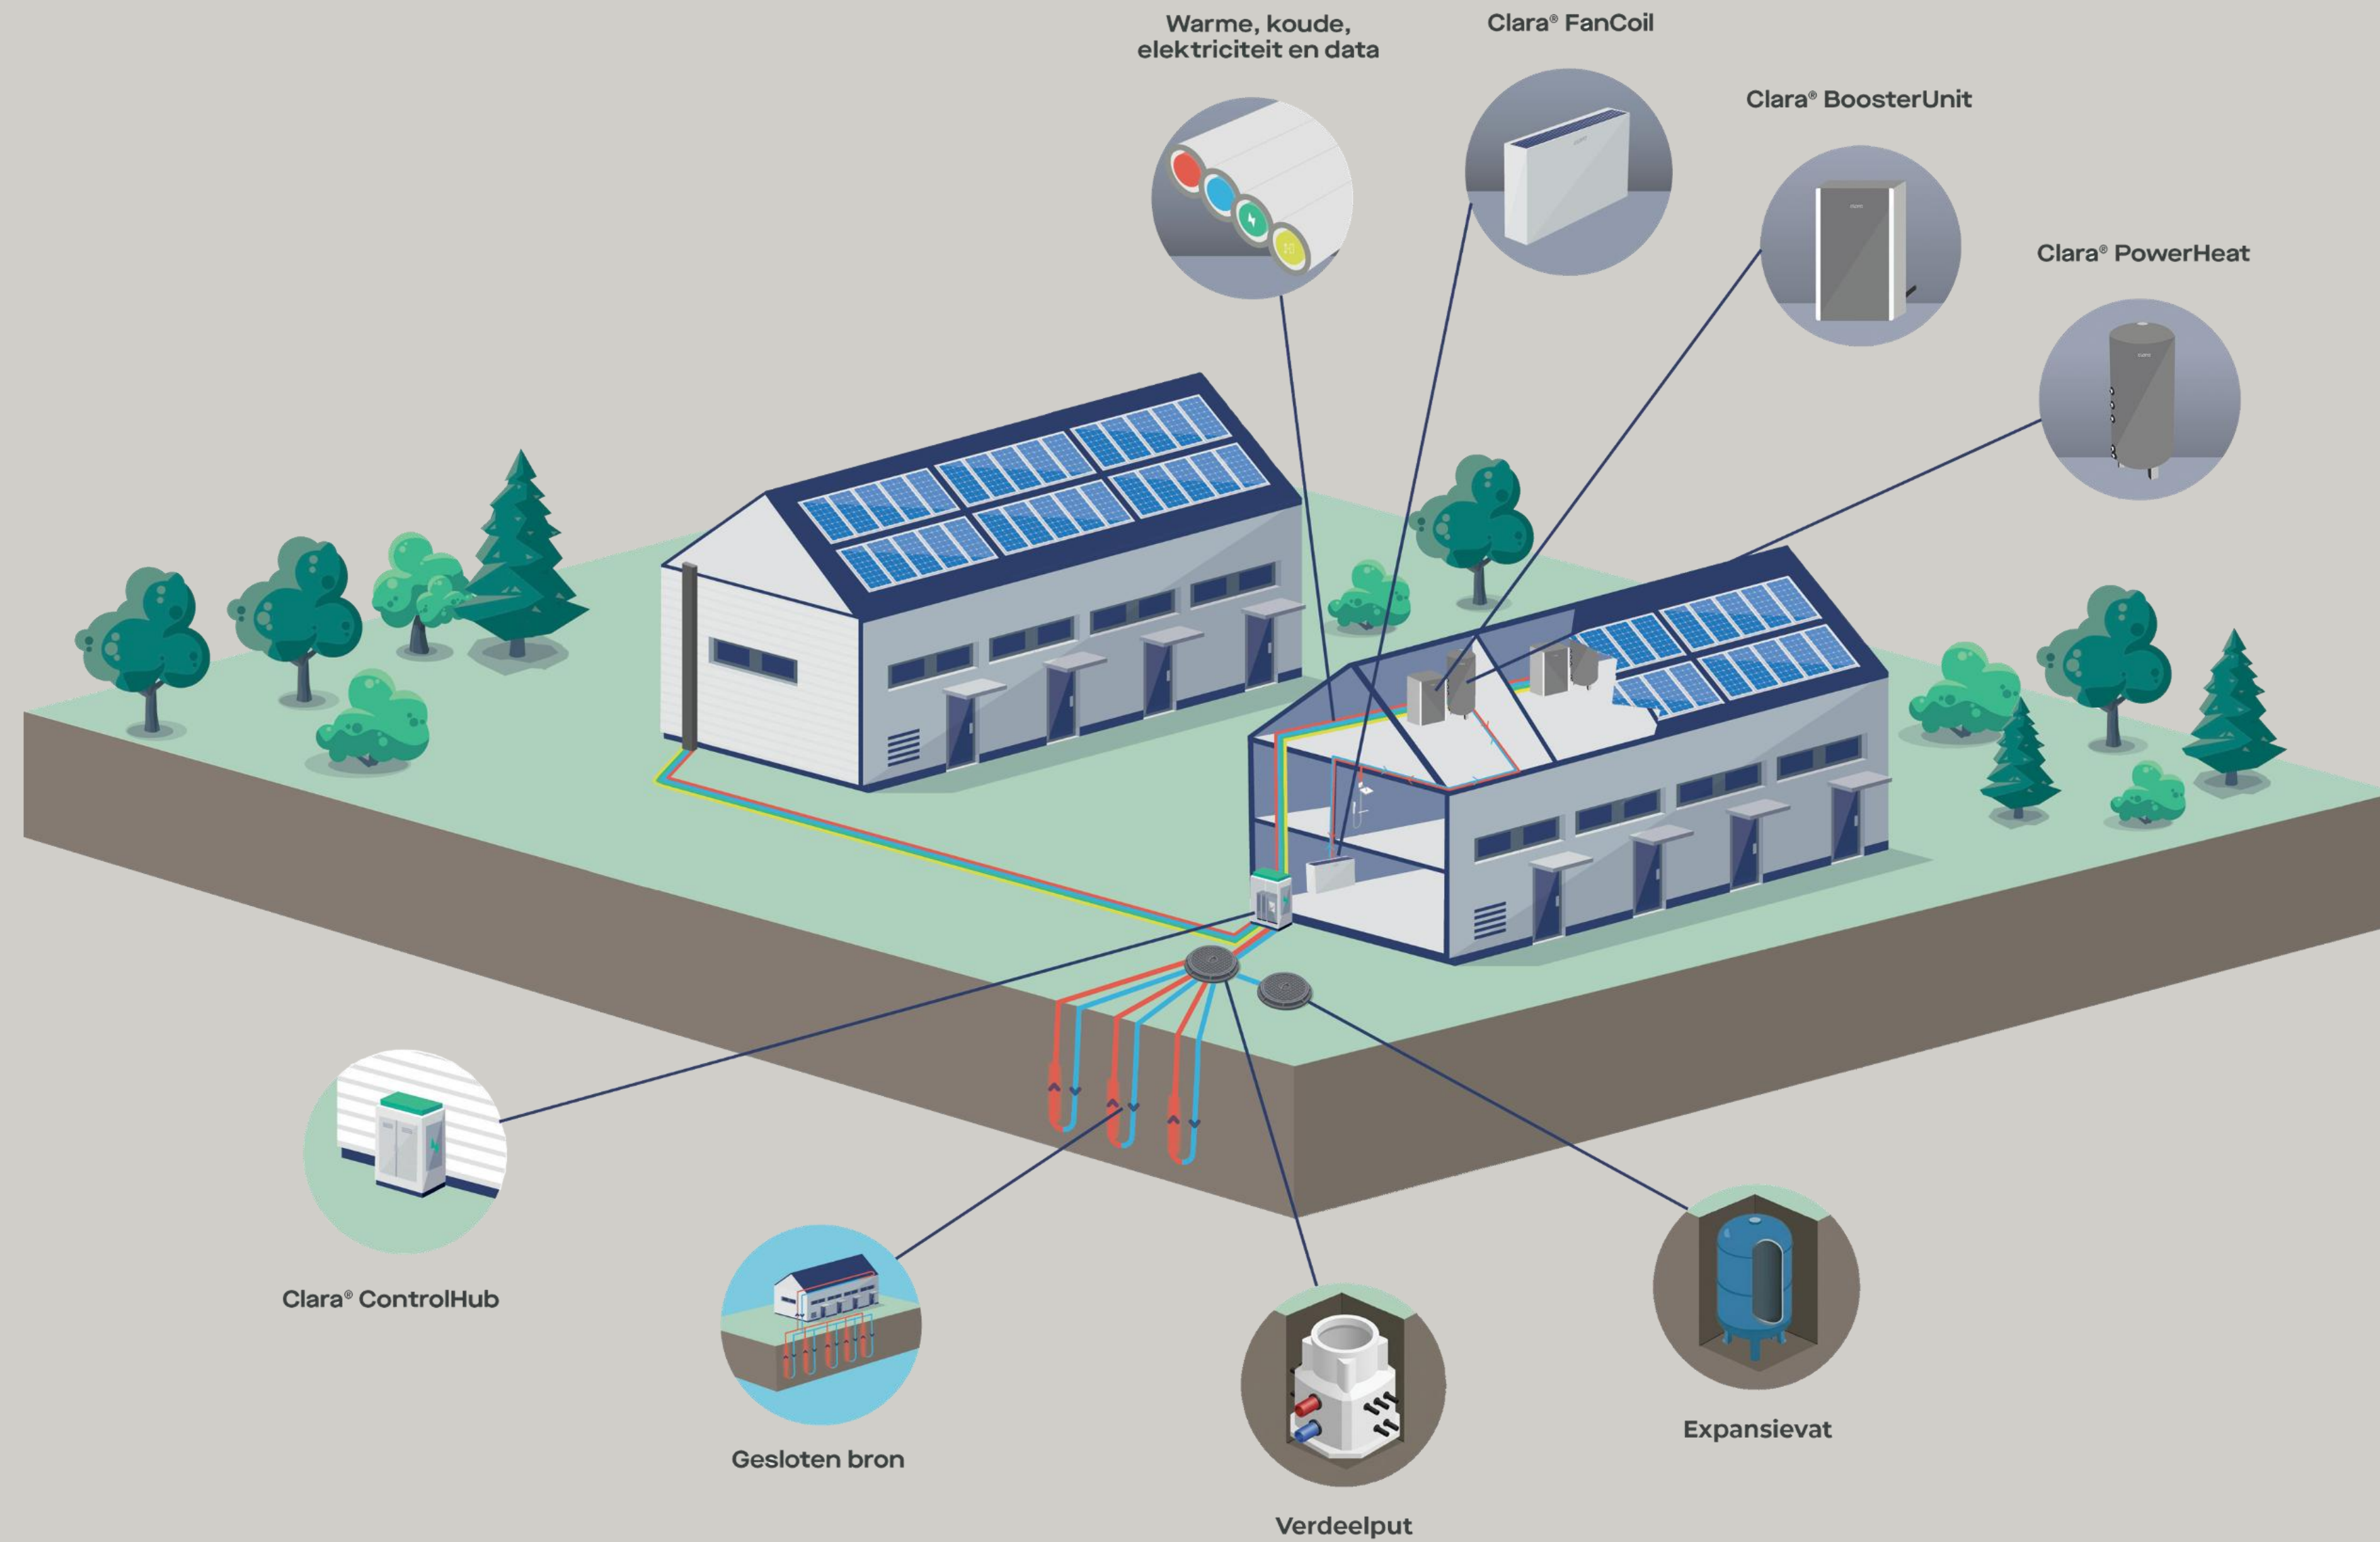 Warme, koude,
elektriciteit en data
Clara® FanCoil
Clara® BoosterUnit
Clara® PowerHeat
Clara® ControlHub
Gesloten bron
Verdeelput
Expansievat